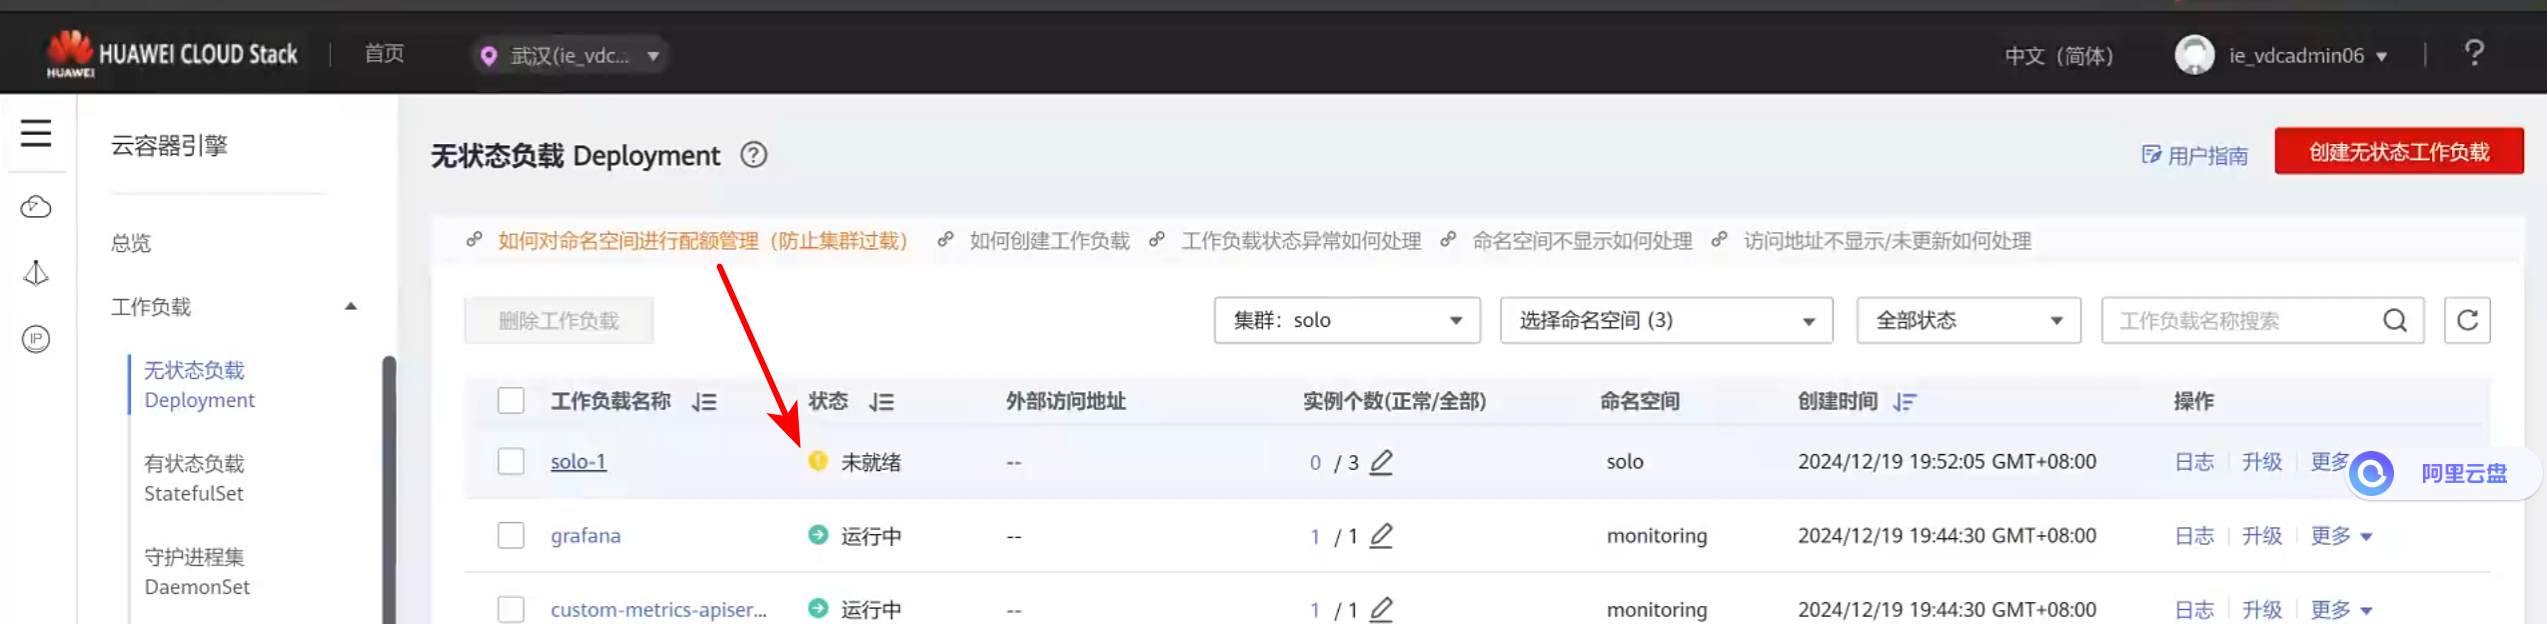 HUAWEI
HUAWEI CLOUD Stack
首页
武汉(ie_vdc...
中文（简体）
ie_vdcadmin06
?
云容器引擎
总览
工作负载
无状态负载
Deployment
有状态负载
StatefulSet
守护进程集
DaemonSet
IP
无状态负载 Deployment ?
用户指南
创建无状态工作负载
如何对命名空间进行配额管理（防止集群过载） 如何创建工作负载 工作负载状态异常如何处理 命名空间不显示如何处理 访问地址不显示/未更新如何处理
删除工作负载
集群：solo
选择命名空间 (3)
全部状态
工作负载名称搜索
工作负载名称 状态 外部访问地址 实例个数(正常/全部) 命名空间 创建时间 操作
solo-1 未就绪 -- 0 / 3 solo 2024/12/19 19:52:05 GMT+08:00 日志 升级 更多
grafana 运行中 -- 1 / 1 monitoring 2024/12/19 19:44:30 GMT+08:00 日志 升级 更多
custom-metrics-apiser... 运行中 -- 1 / 1 monitoring 2024/12/19 19:44:30 GMT+08:00 日志 升级 更多
阿里云盘